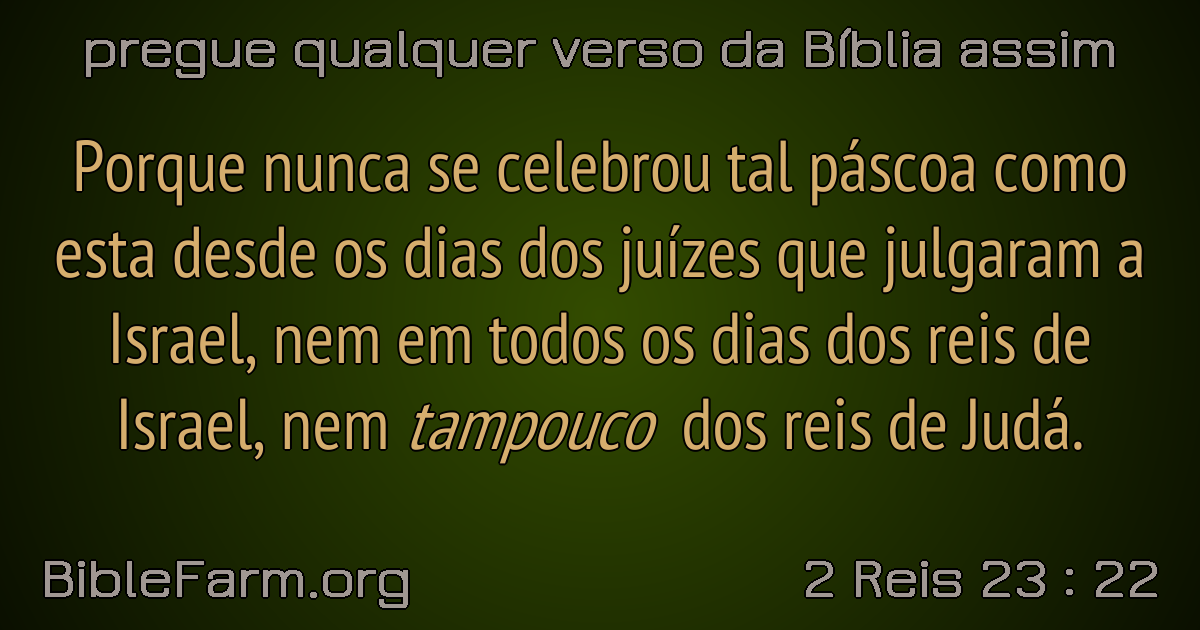 pregue qualquer verso da Bíblia assim
Porque nunca se celebrou tal páscoa como
esta desde os dias dos juízes que julgaram a
Israel, nem em todos os dias dos reis de
Israel, nem tampouco dos reis de Judá.
BibleFarm.org
2 Reis 23 : 22